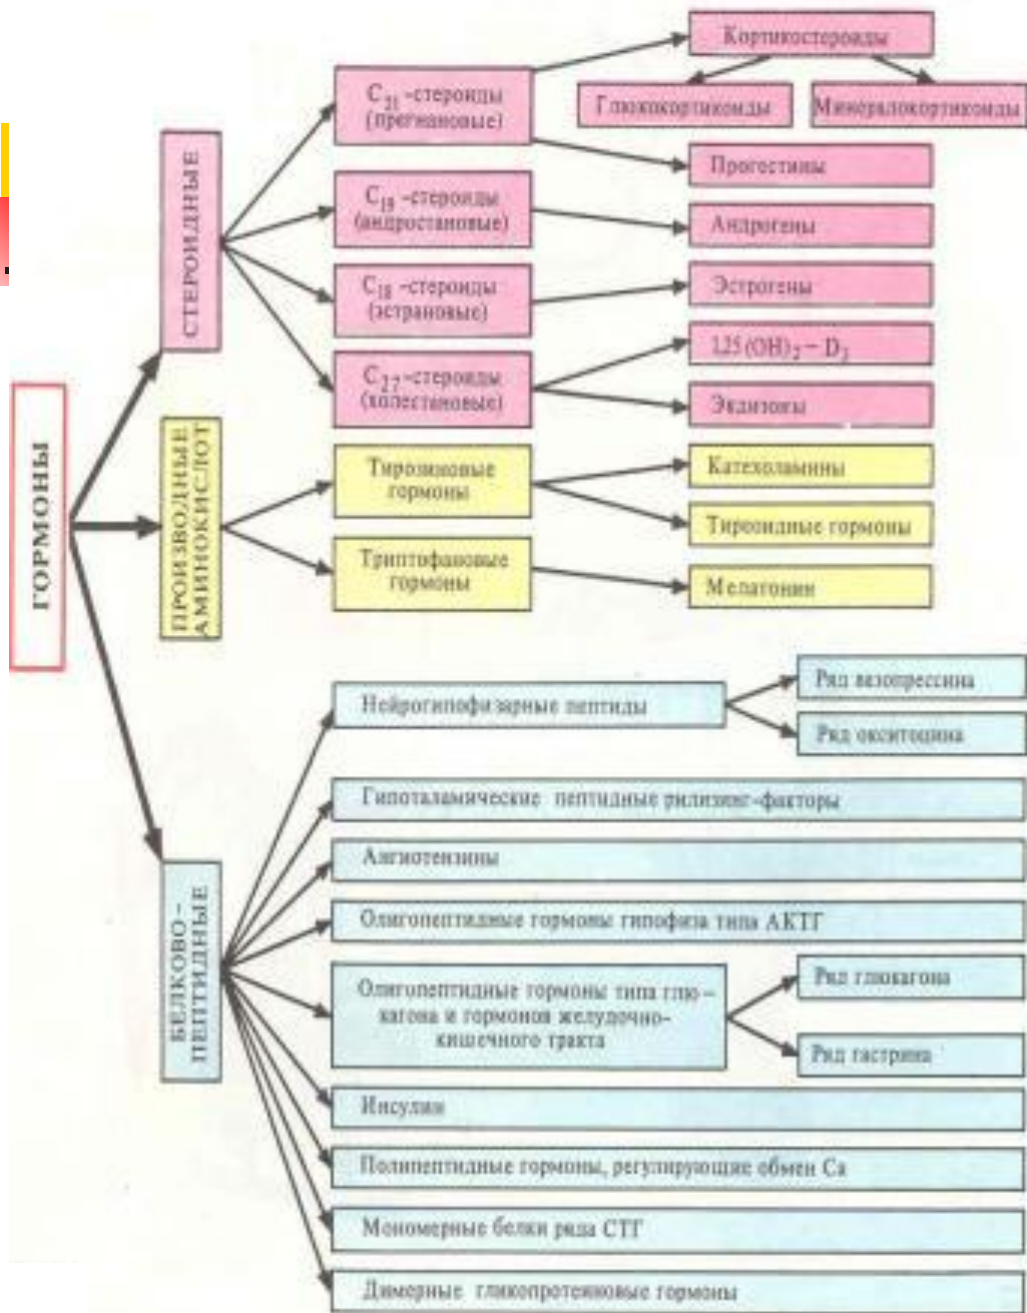 ГОРМОНЫ
СТЕРОИДНЫЕ
C21-стероиды
(прегнановые)
Кортикостероиды
Глюкокортикоиды
Минералокортикоиды
Прогестины
C19-стероиды
(андростановые)
Андрогены
C18-стероиды
(эстрановые)
Эстрогены
C27-стероиды
(холестановые)
1,25(OH)2 – D3
Экдизоны
ПРОИЗВОДНЫЕ
АМИНОКИСЛОТ
Тирозиновые
гормоны
Катехоламины
Тироидные гормоны
Триптофановые
гормоны
Мелатонин
БЕЛКОВО–
ПЕПТИДНЫЕ
Нейрогипофизарные пептиды
Ряд вазопрессина
Ряд окситоцина
Гипоталамические пептидные рилизинг-факторы
Ангиотензины
Олигопептидные гормоны гипофиза типа АКТГ
Олигопептидные гормоны типа глю–
кагона и гормонов желудочно-
кишечного тракта
Ряд глюкагона
Ряд гастрина
Инсулин
Полипептидные гормоны, регулирующие обмен Ca
Мономерные белки ряда СТГ
Димерные гликопротеиновые гормоны